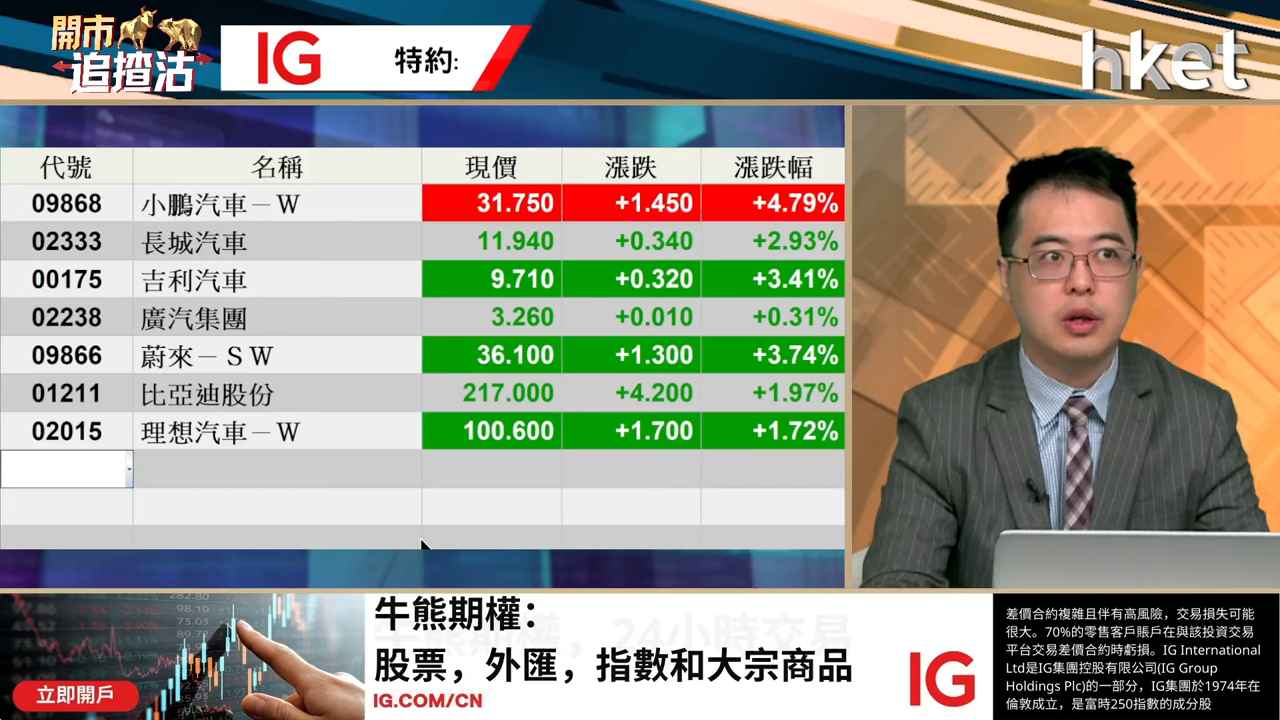 開市
追揸沽
IG 特約:
hket
代號 名稱 現價 漲跌 漲跌幅
09868 小鵬汽車－W 31.750 +1.450 +4.79%
02333 長城汽車 11.940 +0.340 +2.93%
00175 吉利汽車 9.710 +0.320 +3.41%
02238 廣汽集團 3.260 +0.010 +0.31%
09866 蔚來－ＳＷ 36.100 +1.300 +3.74%
01211 比亞迪股份 217.000 +4.200 +1.97%
02015 理想汽車－W 100.600 +1.700 +1.72%
立即開戶
牛熊期權：
股票，外匯，指數和大宗商品
IG.COM/CN
IG
差價合約複雜且伴有高風險，交易損失可能
很大。70%的零售客戶賬戶在與該投資交易
平台交易差價合約時虧損。IG International
Ltd是IG集團控股有限公司(IG Group
Holdings Plc)的一部分，IG集團於1974年在
倫敦成立，是富時250指數的成分股